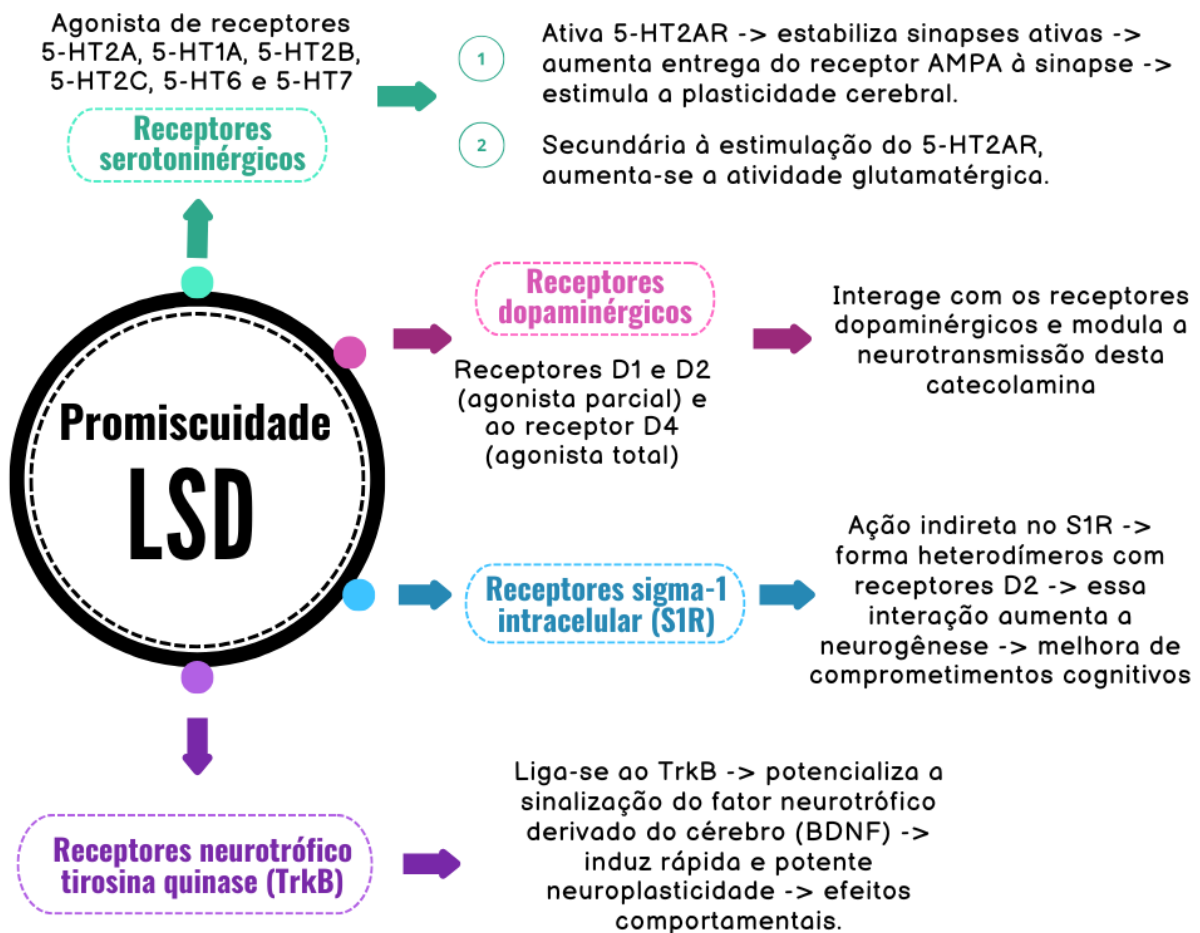 Agonista de receptores
5-HT2A, 5-HT1A, 5-HT2B,
5-HT2C, 5-HT6 e 5-HT7
Receptores
serotoninérgicos
1
Ativa 5-HT2AR -> estabiliza sinapses ativas ->
aumenta entrega do receptor AMPA à sinapse ->
estimula a plasticidade cerebral.
2
Secundária à estimulação do 5-HT2AR,
aumenta-se a atividade glutamatérgica.
Promiscuidade
LSD
Receptores
dopaminérgicos
Receptores D1 e D2
(agonista parcial) e
ao receptor D4
(agonista total)
Interage com os receptores
dopaminérgicos e modula a
neurotransmissão desta
catecolamina
Receptores sigma-1
intracelular (S1R)
Ação indireta no S1R ->
forma heterodímeros com
receptores D2 -> essa
interação aumenta a
neurogênese -> melhora de
comprometimentos cognitivos
Receptores neurotrófico
tirosina quinase (TrkB)
Liga-se ao TrkB -> potencializa a
sinalização do fator neurotrófico
derivado do cérebro (BDNF) ->
induz rápida e potente
neuroplasticidade -> efeitos
comportamentais.